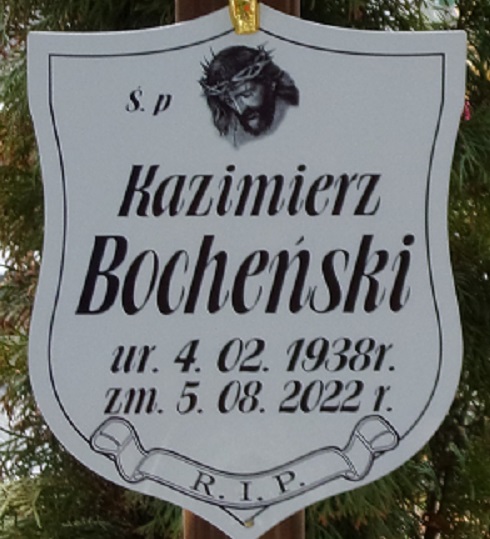 Ś. p
Kazimierz
Bocheński
ur. 4. 02. 1938r.
zm. 5. 08. 2022 r.
R. I. P.